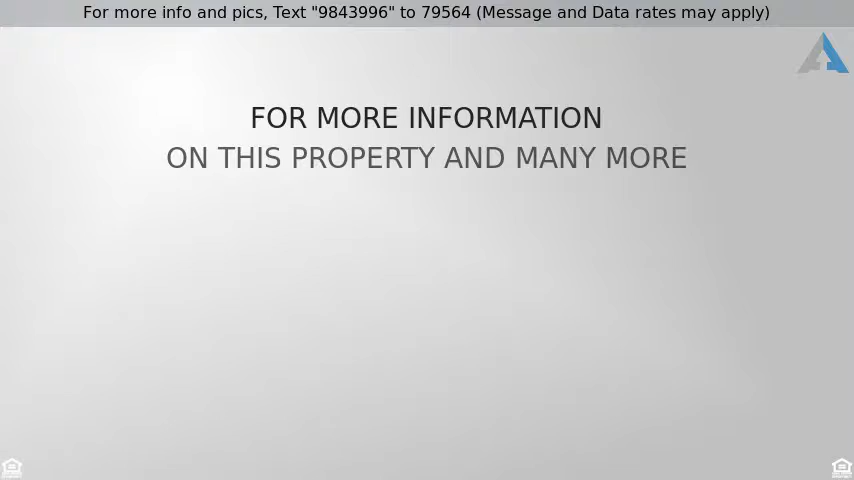 For more info and pics, Text "9843996" to 79564 (Message and Data rates may apply)
FOR MORE INFORMATION
ON THIS PROPERTY AND MANY MORE